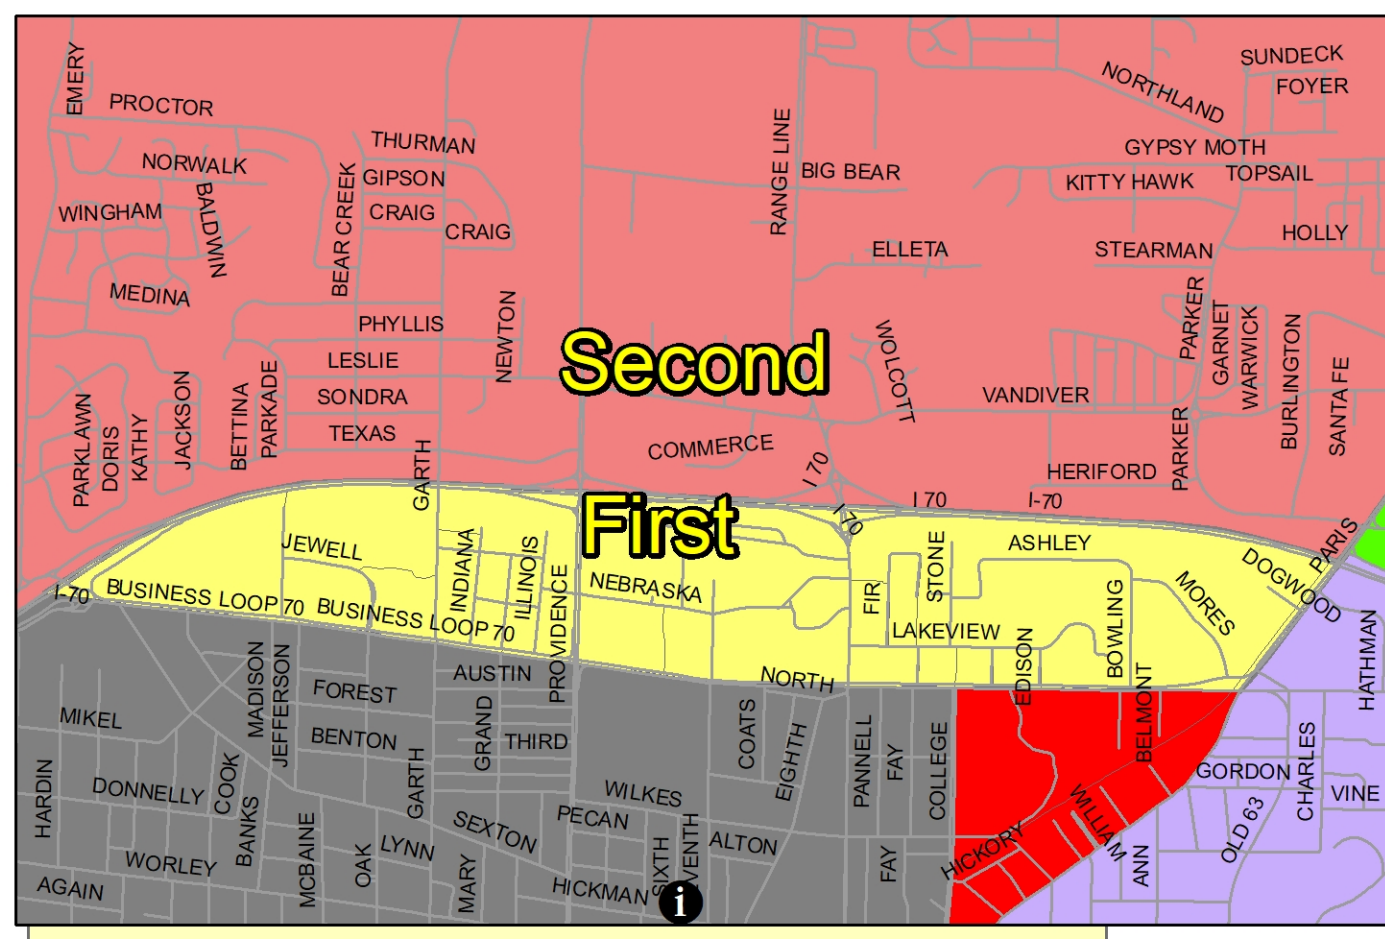 SUNDECK
EMERY
NORTHLAND
FOYER
PROCTOR
THURMAN
RANGE LINE
GYPSY MOTH
NORWALK
GIPSON
BIG BEAR
KITTY HAWK
TOPSAIL
WINGHAM
BALDWIN
BEAR CREEK
CRAIG
CRAIG
HOLLY
ELLETA
STEARMAN
MEDINA
PARKER
GARNET
WARWICK
PHYLLIS
NEWTON
WOLCOTT
BURLINGTON
Second
LESLIE
SANTA FE
SONDRA
VANDIVER
PARKLAWN
DORIS
KATHY
JACKSON
BETTINA
PARKADE
TEXAS
GARTH
COMMERCE
PARKER
I 70
HERIFORD
I 70
I-70
First
I-70
JEWELL
INDIANA
ILLINOIS
STONE
ASHLEY
PARIS
DOGWOOD
I-70
BUSINESS LOOP 70
BUSINESS LOOP 70
PROVIDENCE
NEBRASKA
FIR
BOWLING
MORES
LAKEVIEW
HATHMAN
MADISON
JEFFERSON
AUSTIN
EDISON
FOREST
NORTH
BELMONT
MIKEL
GRAND
COATS
EIGHTH
PANNELL
FAY
COLLEGE
BENTON
THIRD
CHARLES
HARDIN
COOK
GARTH
GORDON
DONNELLY
WILKES
VINE
BANKS
MCBAINE
SEXTON
PECAN
WILLIAM
OLD 63
OAK
LYNN
ALTON
HICKORY
WORLEY
MARY
SIXTH
VENTH
FAY
ANN
AGAIN
HICKMAN
i